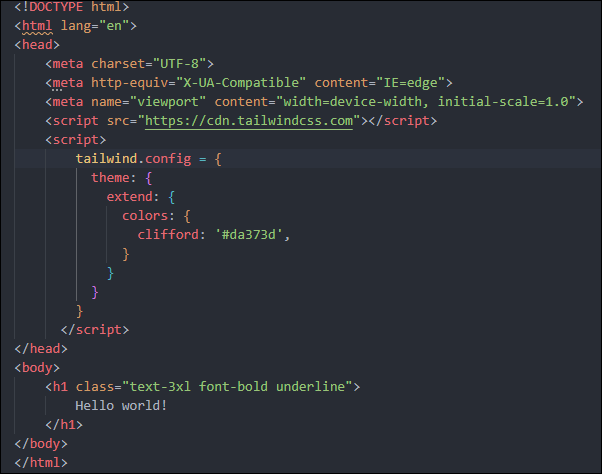 <!DOCTYPE html>
<html lang="en">
<head>
    <meta charset="UTF-8">
    <meta http-equiv="X-UA-Compatible" content="IE=edge">
    <meta name="viewport" content="width=device-width, initial-scale=1.0">
    <script src="https://cdn.tailwindcss.com"></script>
    <script>
        tailwind.config = {
          theme: {
            extend: {
              colors: {
                clifford: '#da373d',
              }
            }
          }
        }
      </script>
</head>
<body>
    <h1 class="text-3xl font-bold underline">
        Hello world!
    </h1>
</body>
</html>